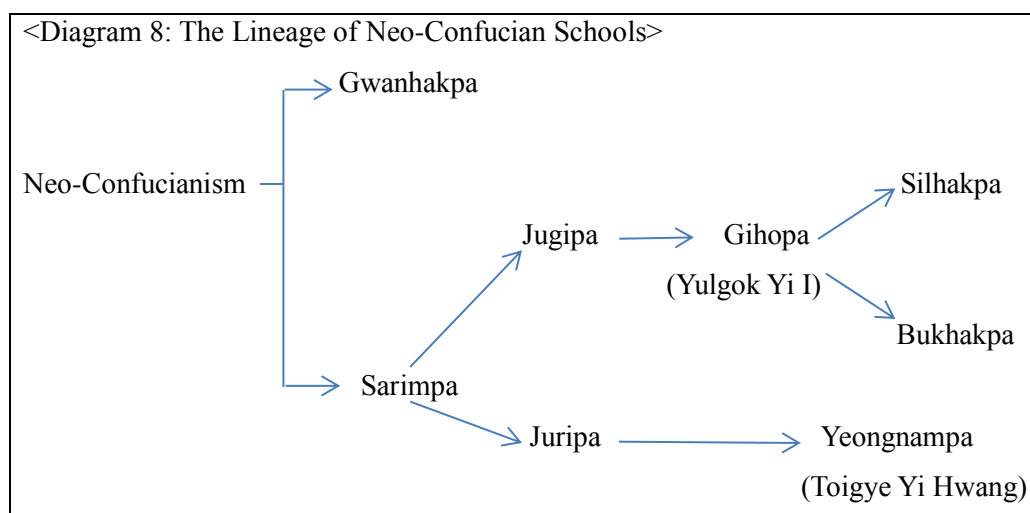 <Diagram 8: The Lineage of Neo-Confucian Schools>
Gwanhakpa
Neo-Confucianism
Silhakpa
Jugipa
Gihopa
(Yulgok Yi I)
Bukhakpa
Sarimpa
Juripa
Yeongnampa
(Toigye Yi Hwang)